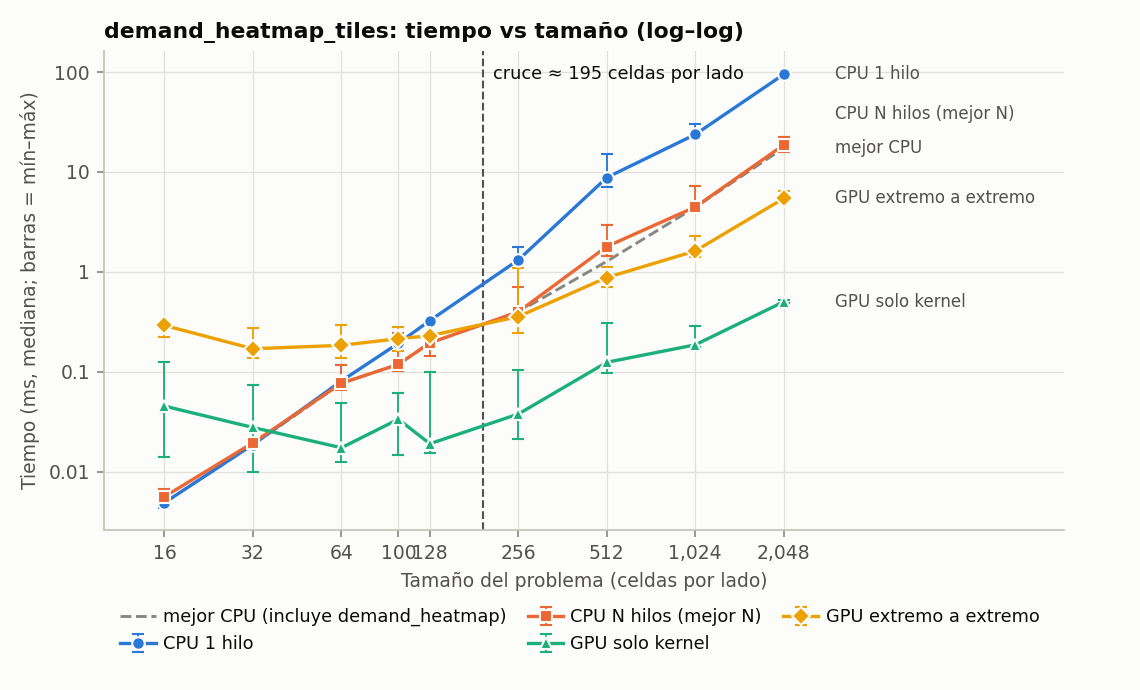 demand_heatmap_tiles: tiempo vs tamaño (log–log)
cruce ≈ 195 celdas por lado
CPU 1 hilo
CPU N hilos (mejor N)
mejor CPU
GPU extremo a extremo
GPU solo kernel
Tiempo (ms, mediana; barras = mín–máx)
100
10
1
0.1
0.01
16 32 64 100 128 256 512 1,024 2,048
Tamaño del problema (celdas por lado)
mejor CPU (incluye demand_heatmap) CPU N hilos (mejor N) GPU extremo a extremo
CPU 1 hilo GPU solo kernel